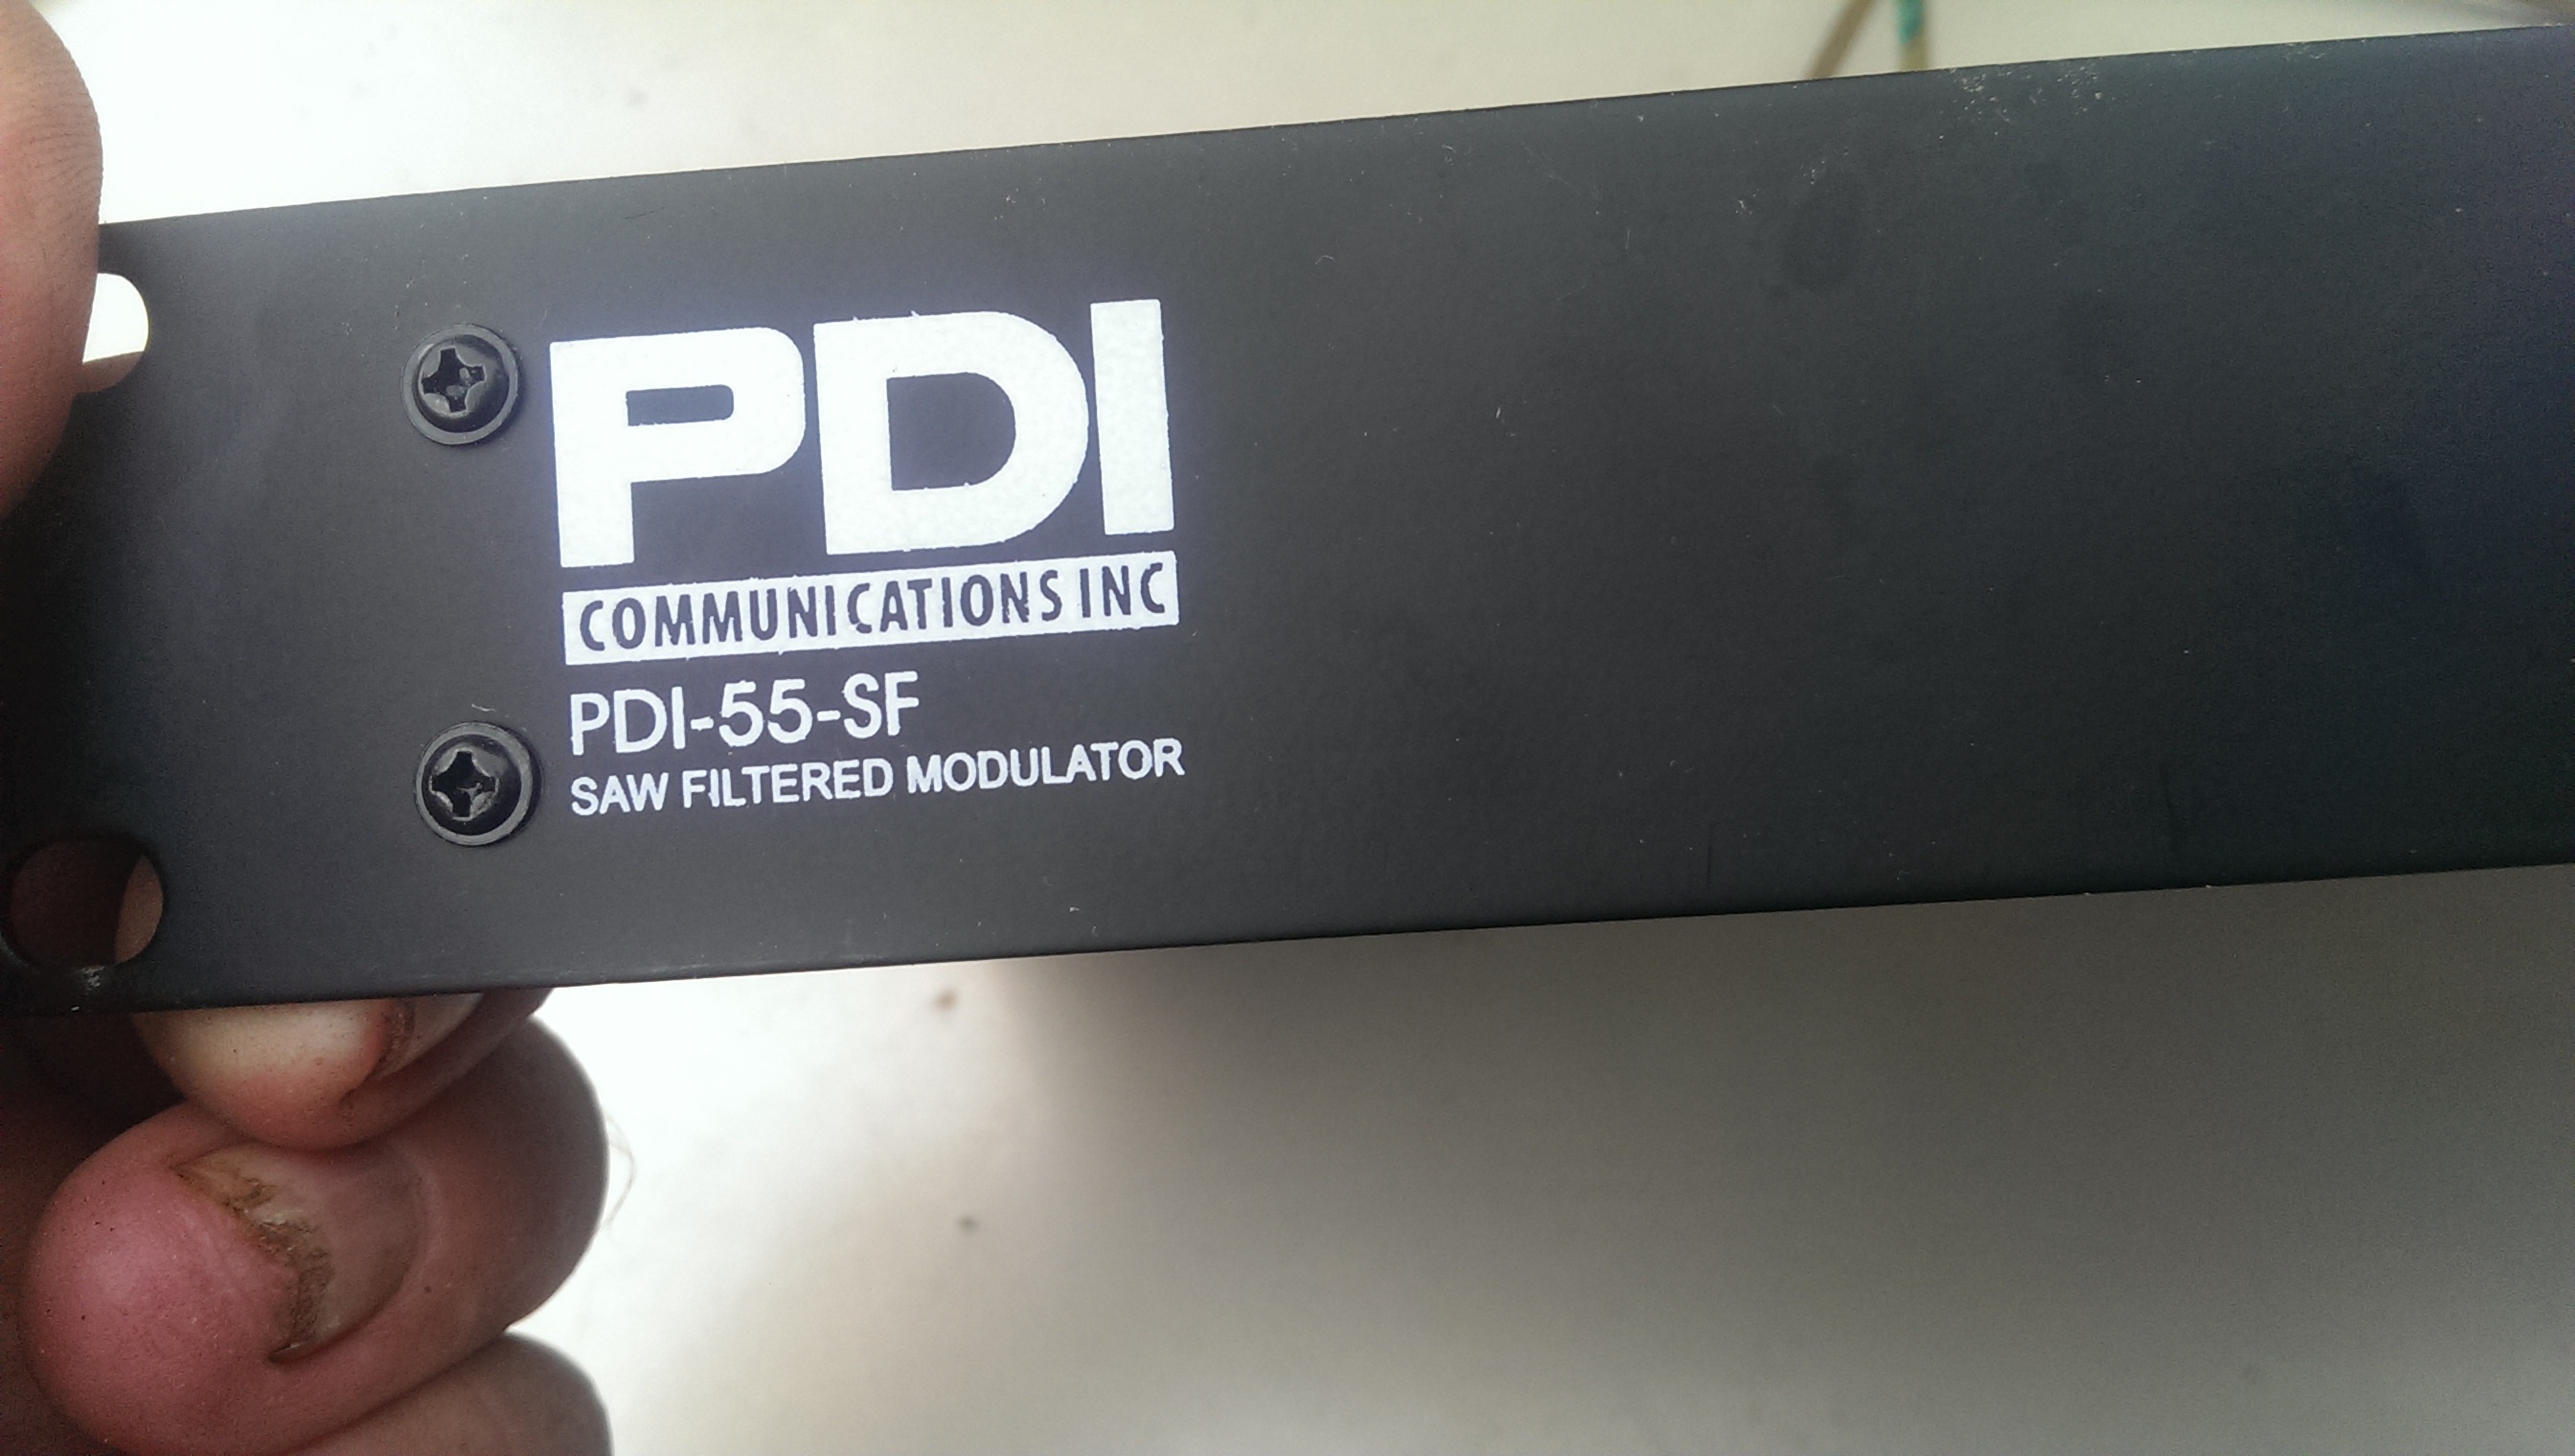 PDI
COMMUNICATIONS INC
PDI-55-SF
SAW FILTERED MODULATOR